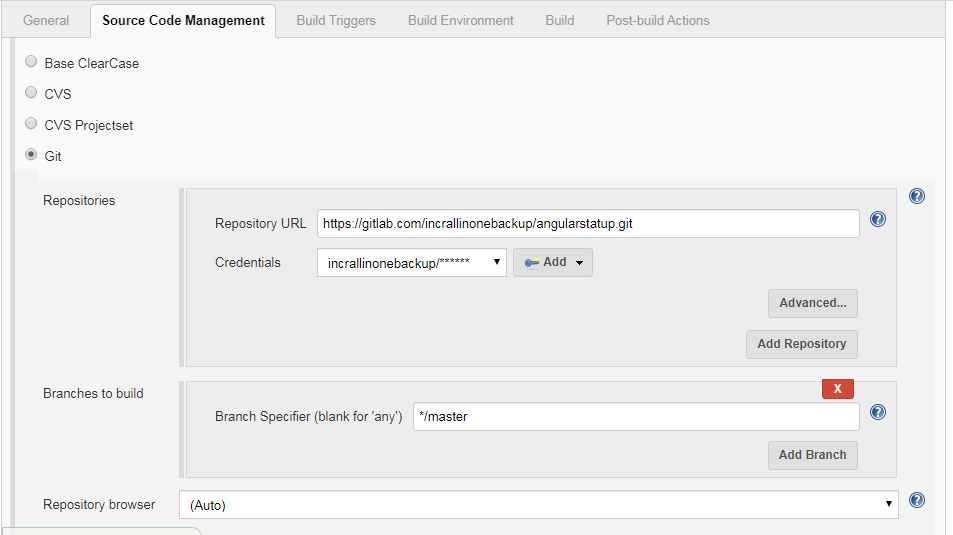 General Source Code Management Build Triggers Build Environment Build Post-build Actions
Base ClearCase
CVS
CVS Projectset
Git
Repositories
?
Repository URL https://gitlab.com/incrallinonebackup/angularstatup.git ?
Credentials incrallinonebackup/****** Add
Advanced...
Add Repository
Branches to build
X
Branch Specifier (blank for 'any') */master ?
Add Branch
Repository browser (Auto) ?